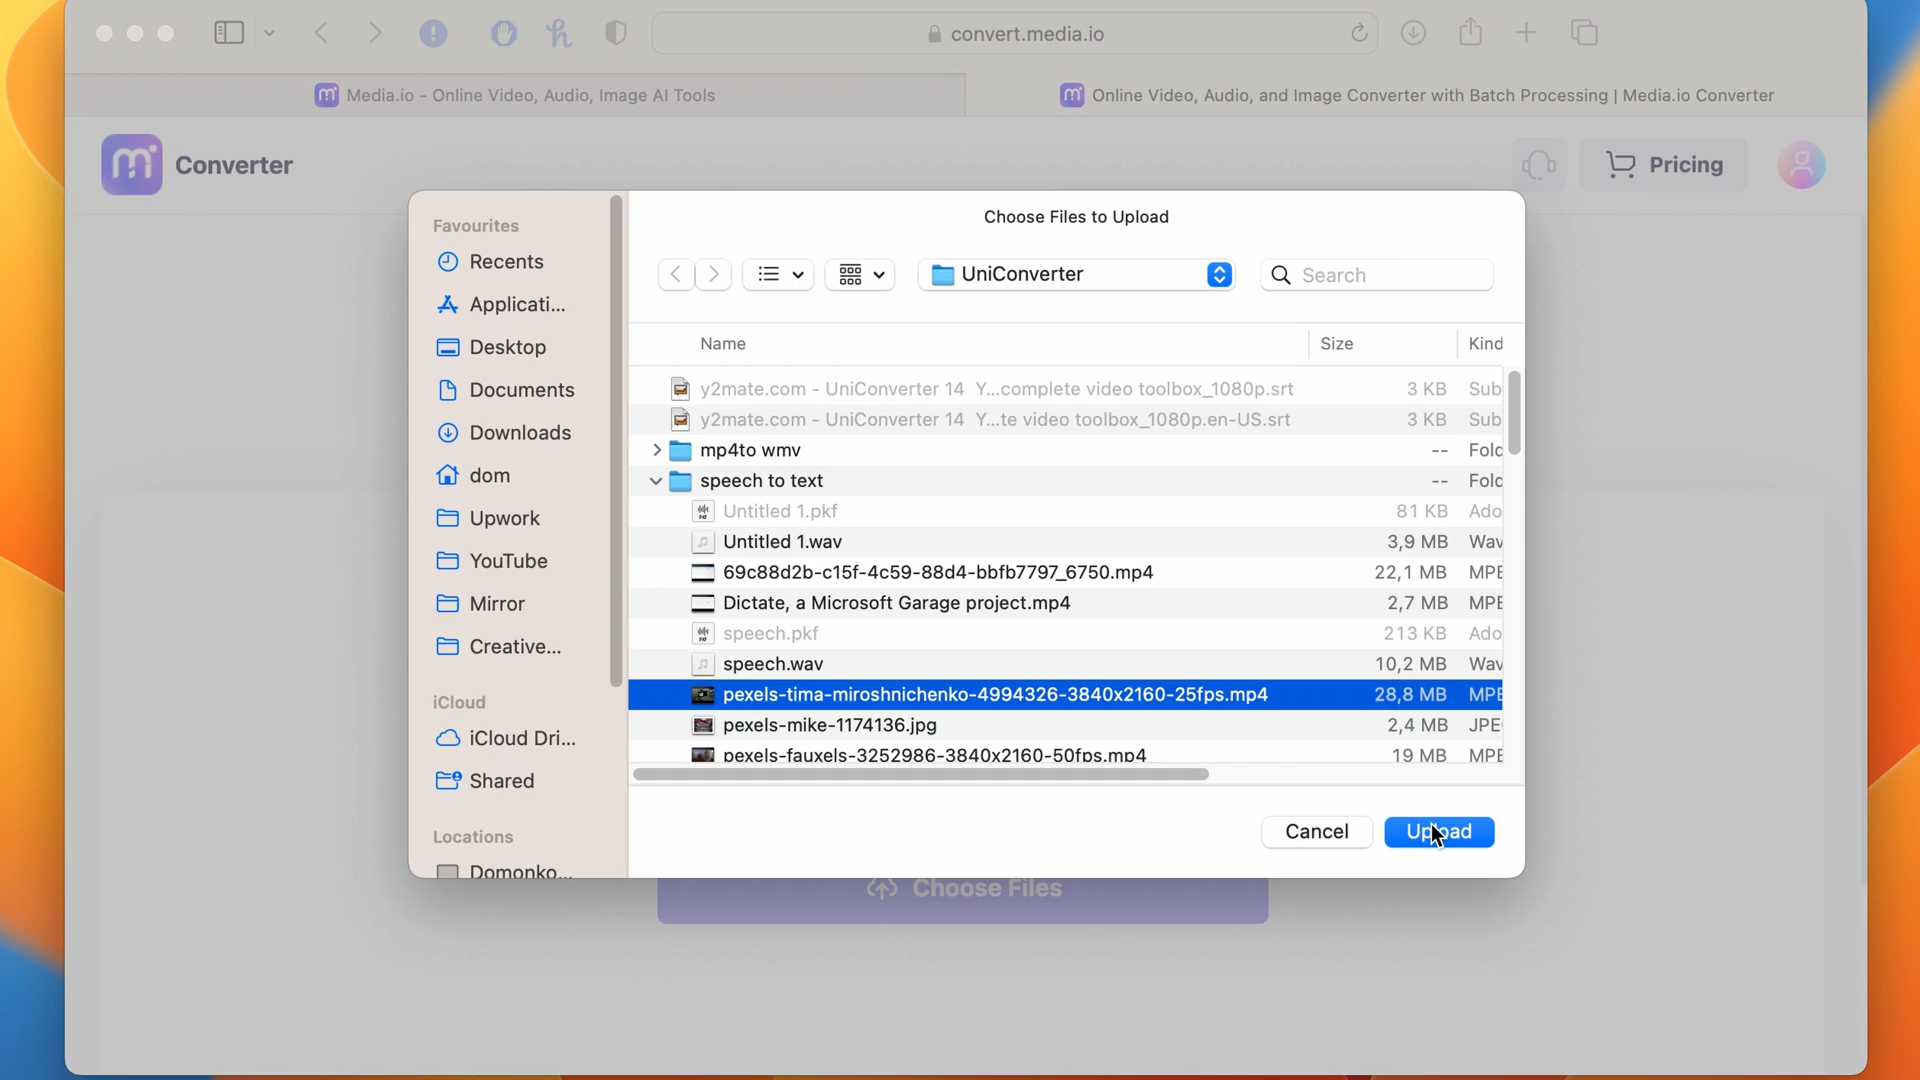 convert.media.io
Media.io - Online Video, Audio, Image AI Tools
Online Video, Audio, and Image Converter with Batch Processing | Media.io Converter
Converter
Pricing
Choose Files to Upload
Favourites
Recents
Applicati...
Desktop
Documents
Downloads
dom
Upwork
YouTube
Mirror
Creative...
iCloud
iCloud Dri...
Shared
Locations
Domonko...
UniConverter
Search
Name Size Kind
y2mate.com - UniConverter 14 Y...complete video toolbox_1080p.srt 3 KB Sub
y2mate.com - UniConverter 14 Y...te video toolbox_1080p.en-US.srt 3 KB Sub
mp4to wmv -- Fold
speech to text -- Fold
Untitled 1.pkf 81 KB Ado
Untitled 1.wav 3,9 MB Wav
69c88d2b-c15f-4c59-88d4-bbfb7797_6750.mp4 22,1 MB MPE
Dictate, a Microsoft Garage project.mp4 2,7 MB MPE
speech.pkf 213 KB Ado
speech.wav 10,2 MB Wav
pexels-tima-miroshnichenko-4994326-3840x2160-25fps.mp4 28,8 MB MPE
pexels-mike-1174136.jpg 2,4 MB JPE
pexels-fauxels-3252986-3840x2160-50fps.mp4 19 MB MPE
Cancel Upload
Choose Files